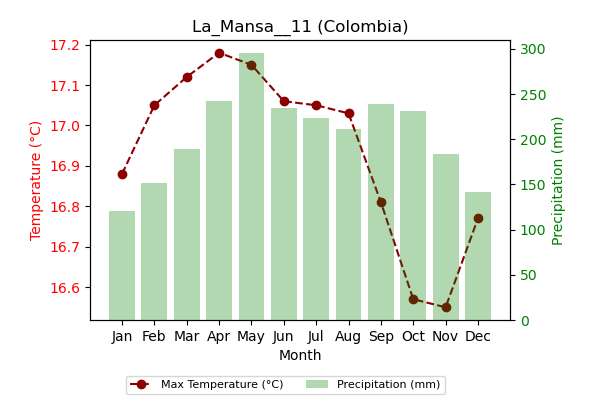 La_Mansa__11 (Colombia)
Temperature (°C)
17.2
17.1
17.0
16.9
16.8
16.7
16.6
300
250
200
150
100
50
0
Precipitation (mm)
Jan Feb Mar Apr May Jun Jul Aug Sep Oct Nov Dec
Month
Max Temperature (°C) Precipitation (mm)